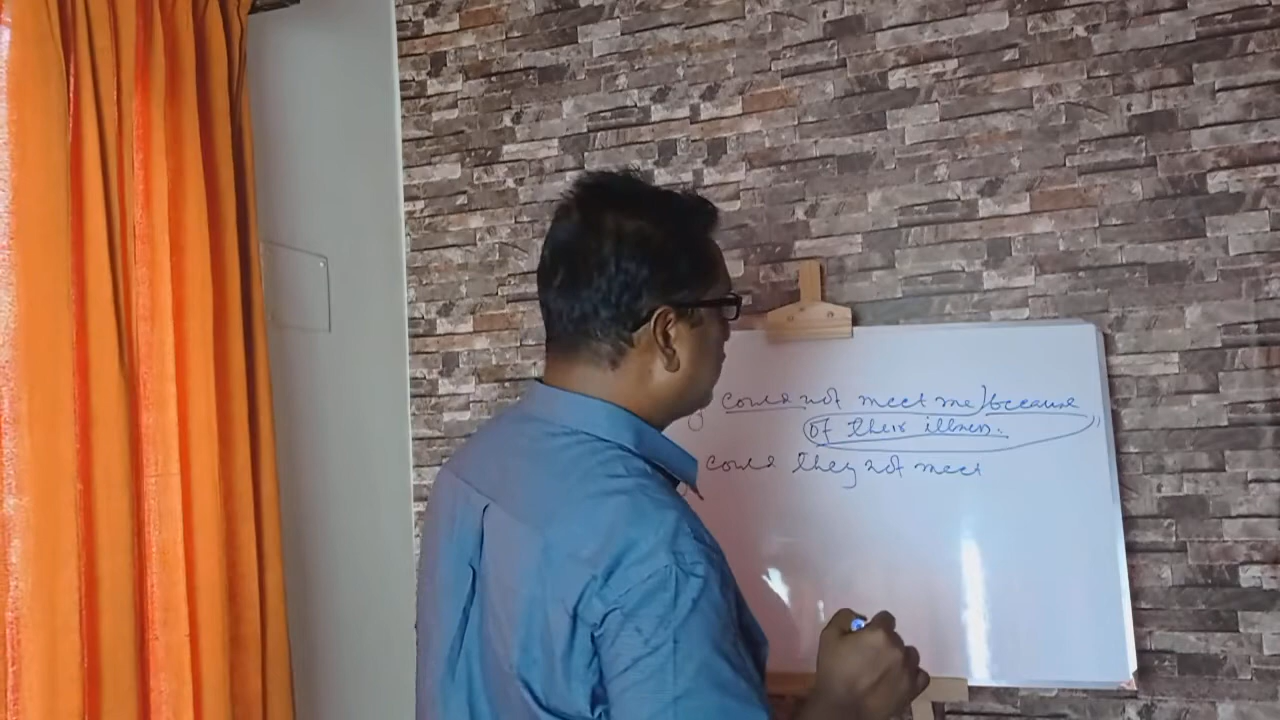 could not meet me) because
of their illness.
could they not meet